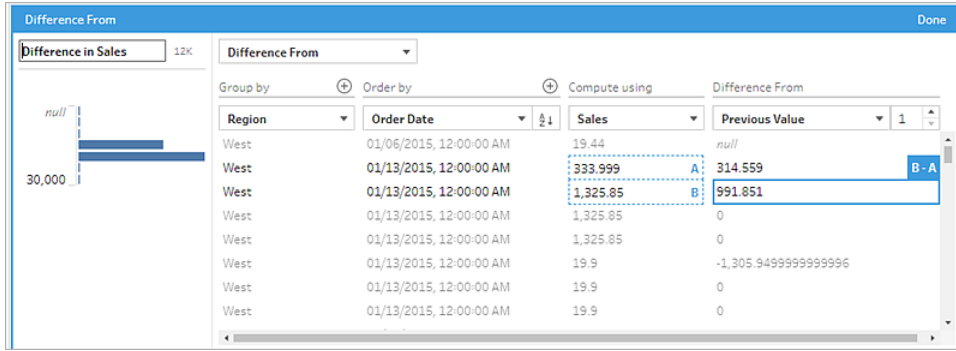 Difference From Done
Difference in Sales 12K Difference From
Group by Order by Compute using Difference From
null
30,000
Region Order Date A Z Sales Previous Value 1
West 01/06/2015, 12:00:00 AM 19.44 null
West 01/13/2015, 12:00:00 AM 333.999 A 314.559 B - A
West 01/13/2015, 12:00:00 AM 1,325.85 B 991.851
West 01/13/2015, 12:00:00 AM 1,325.85 0
West 01/13/2015, 12:00:00 AM 1,325.85 0
West 01/13/2015, 12:00:00 AM 19.9 -1,305.9499999999996
West 01/13/2015, 12:00:00 AM 19.9 0
West 01/13/2015, 12:00:00 AM 19.9 0